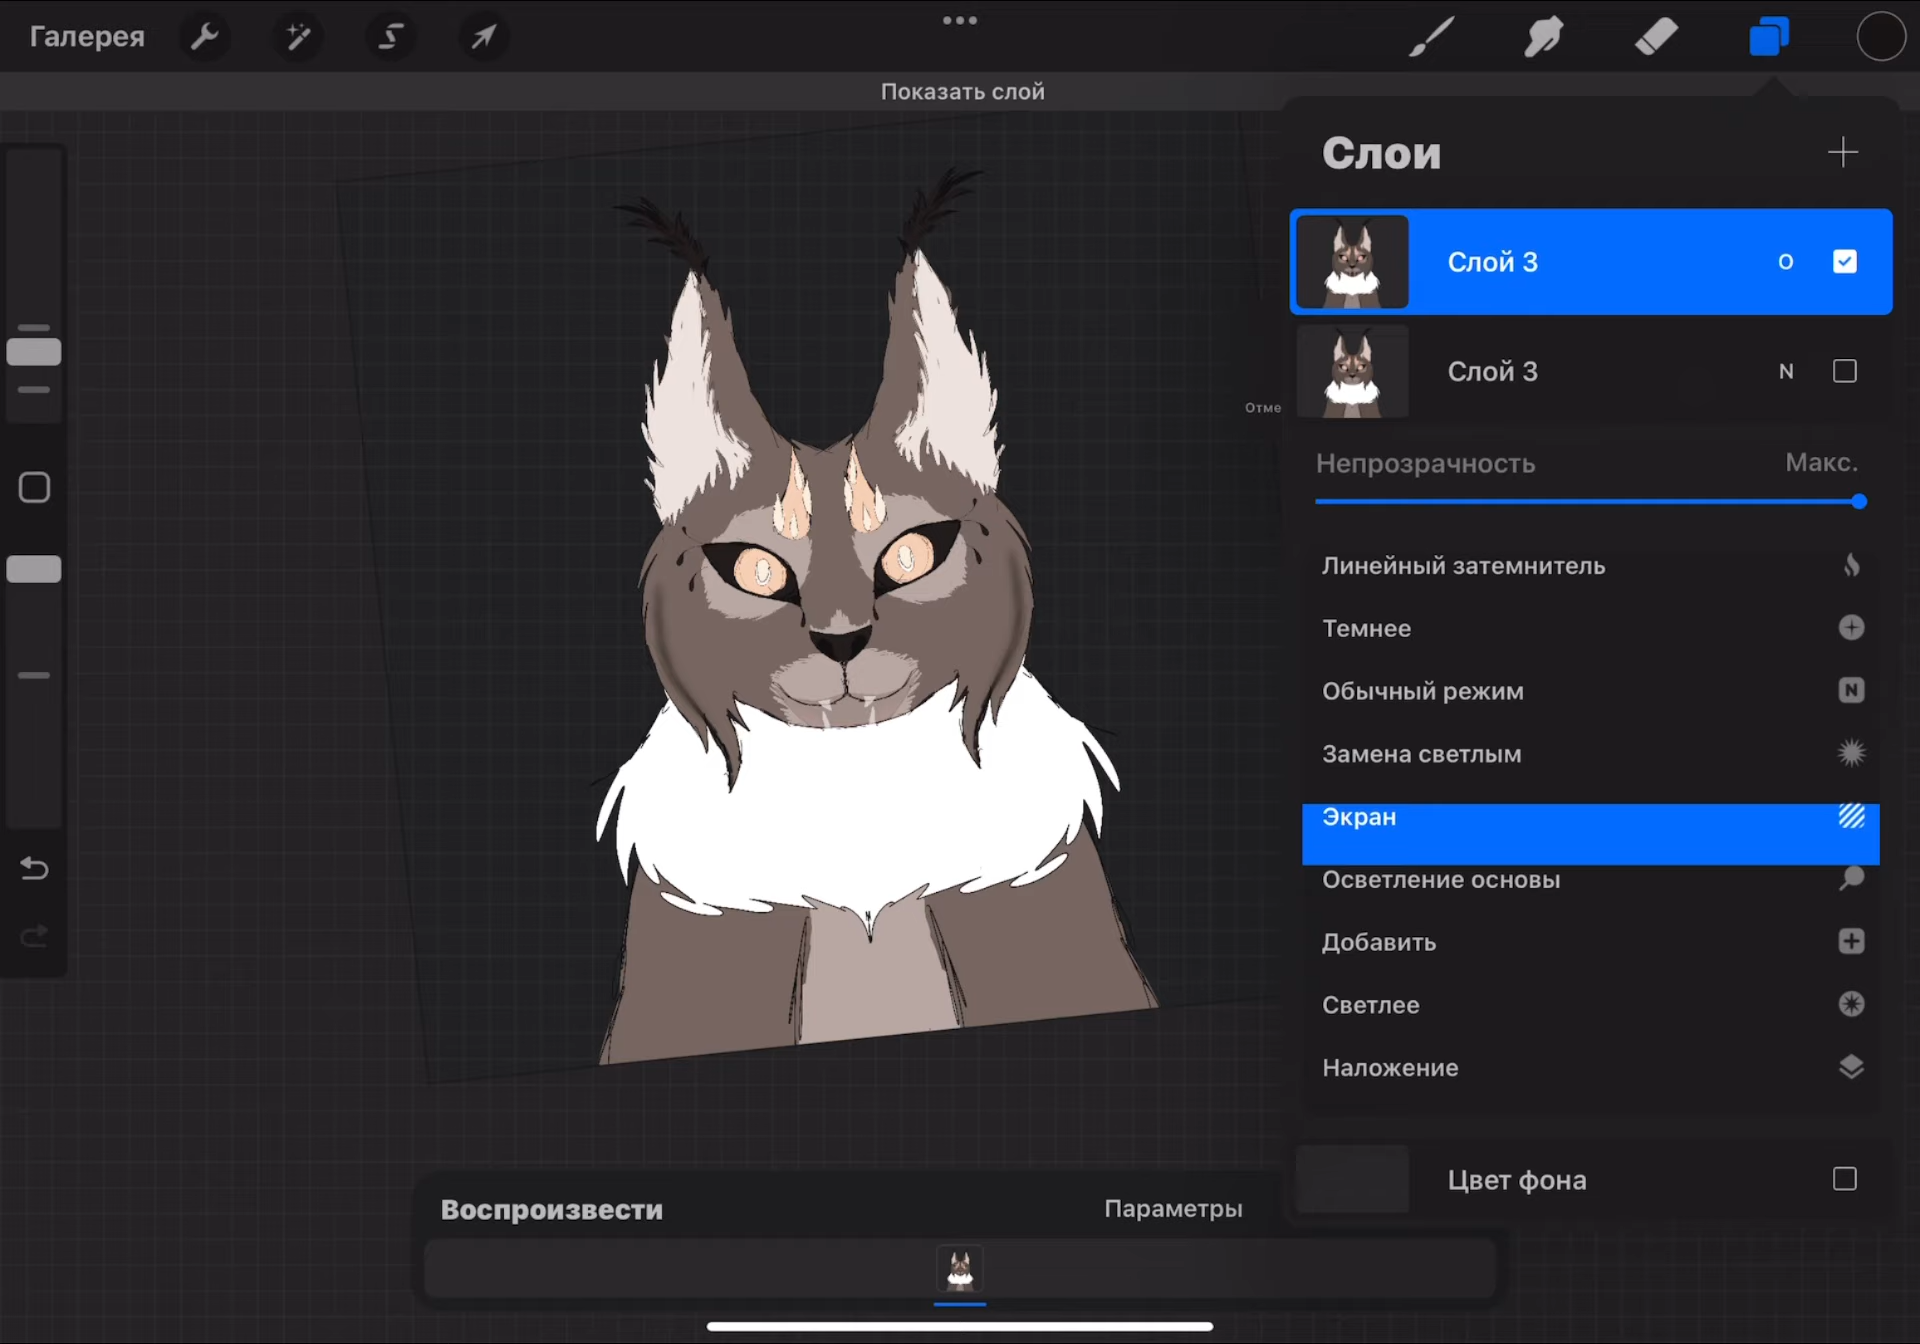 Галерея
Показать слой
Слои
Слой 3 O
Слой 3 N
Отме
Непрозрачность Макс.
Линейный затемнитель
Темнее
Обычный режим N
Замена светлым
Экран
Осветление основы
Добавить
Светлее
Наложение
Цвет фона
Воспроизвести Параметры